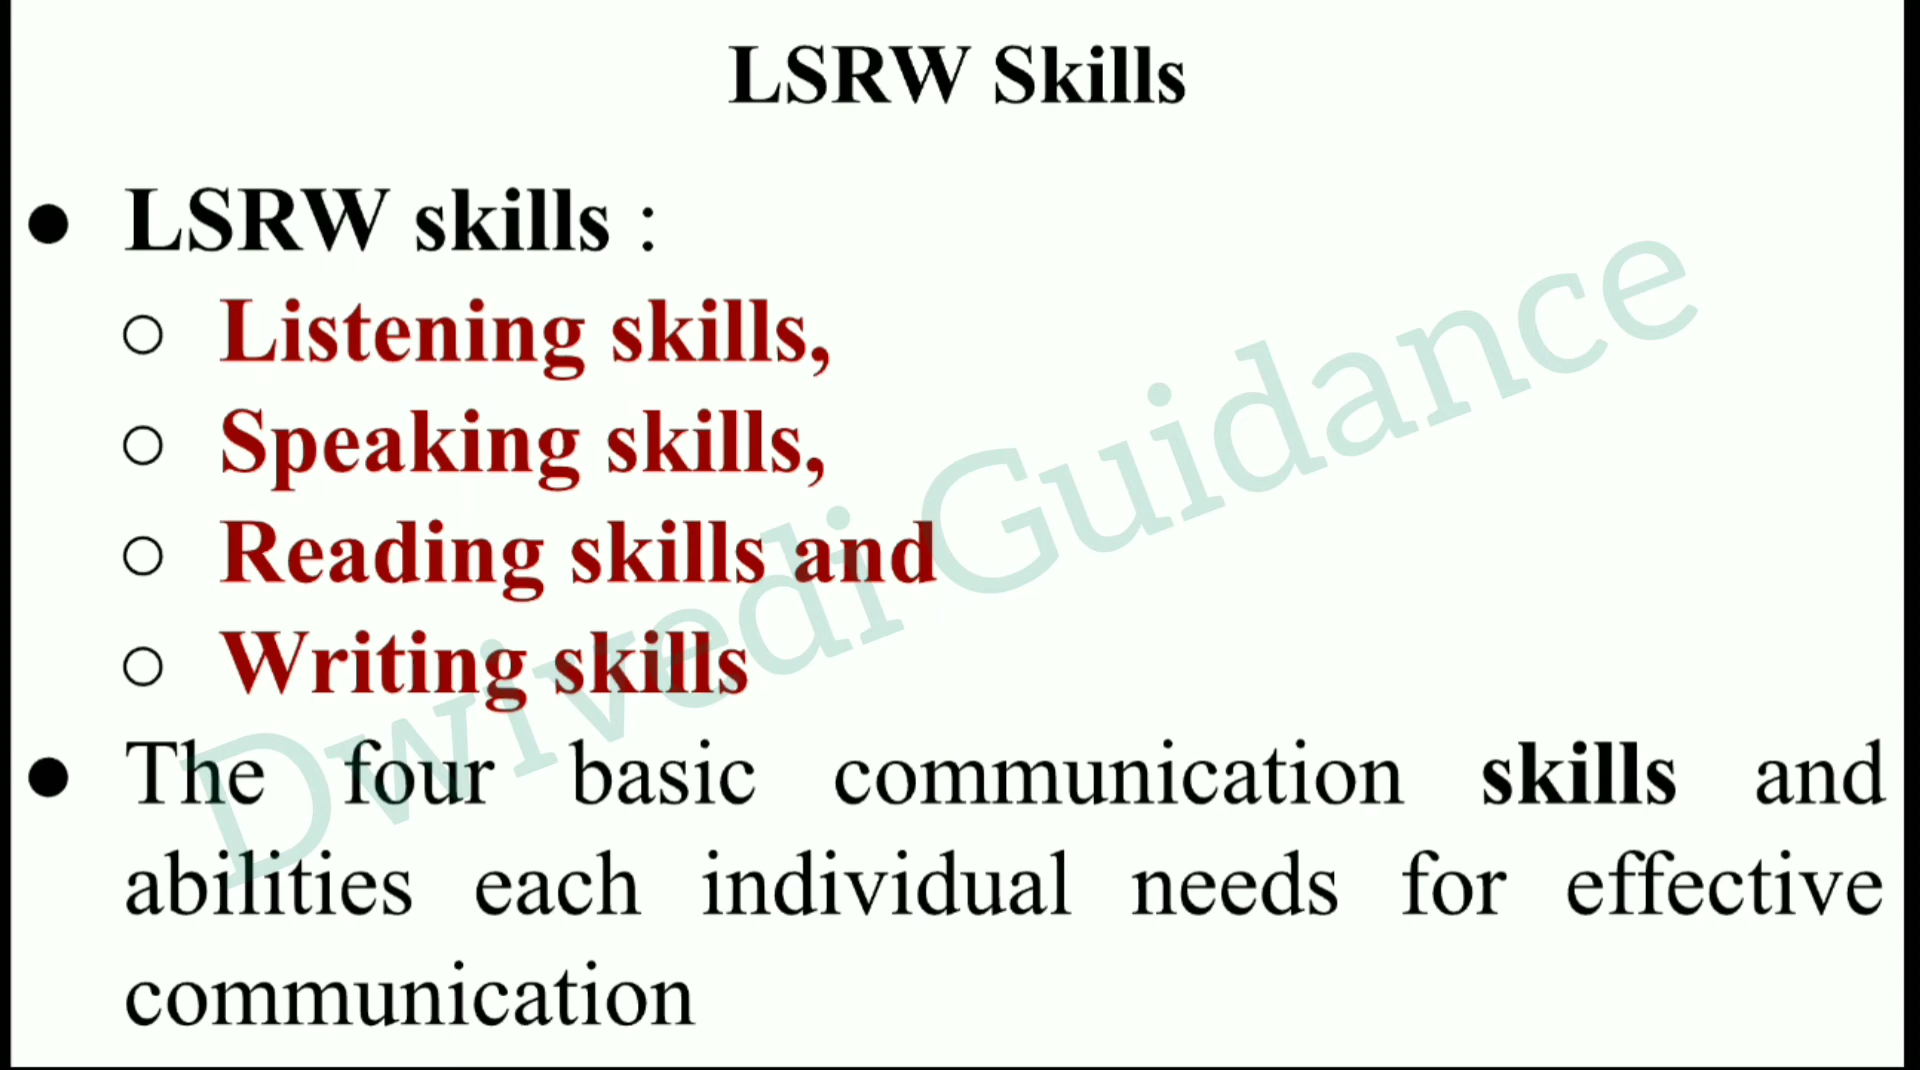 LSRW Skills
● LSRW skills :
○ Listening skills,
○ Speaking skills,
○ Reading skills and
○ Writing skills
● The four basic communication skills and
abilities each individual needs for effective
communication
Dwivedi Guidance